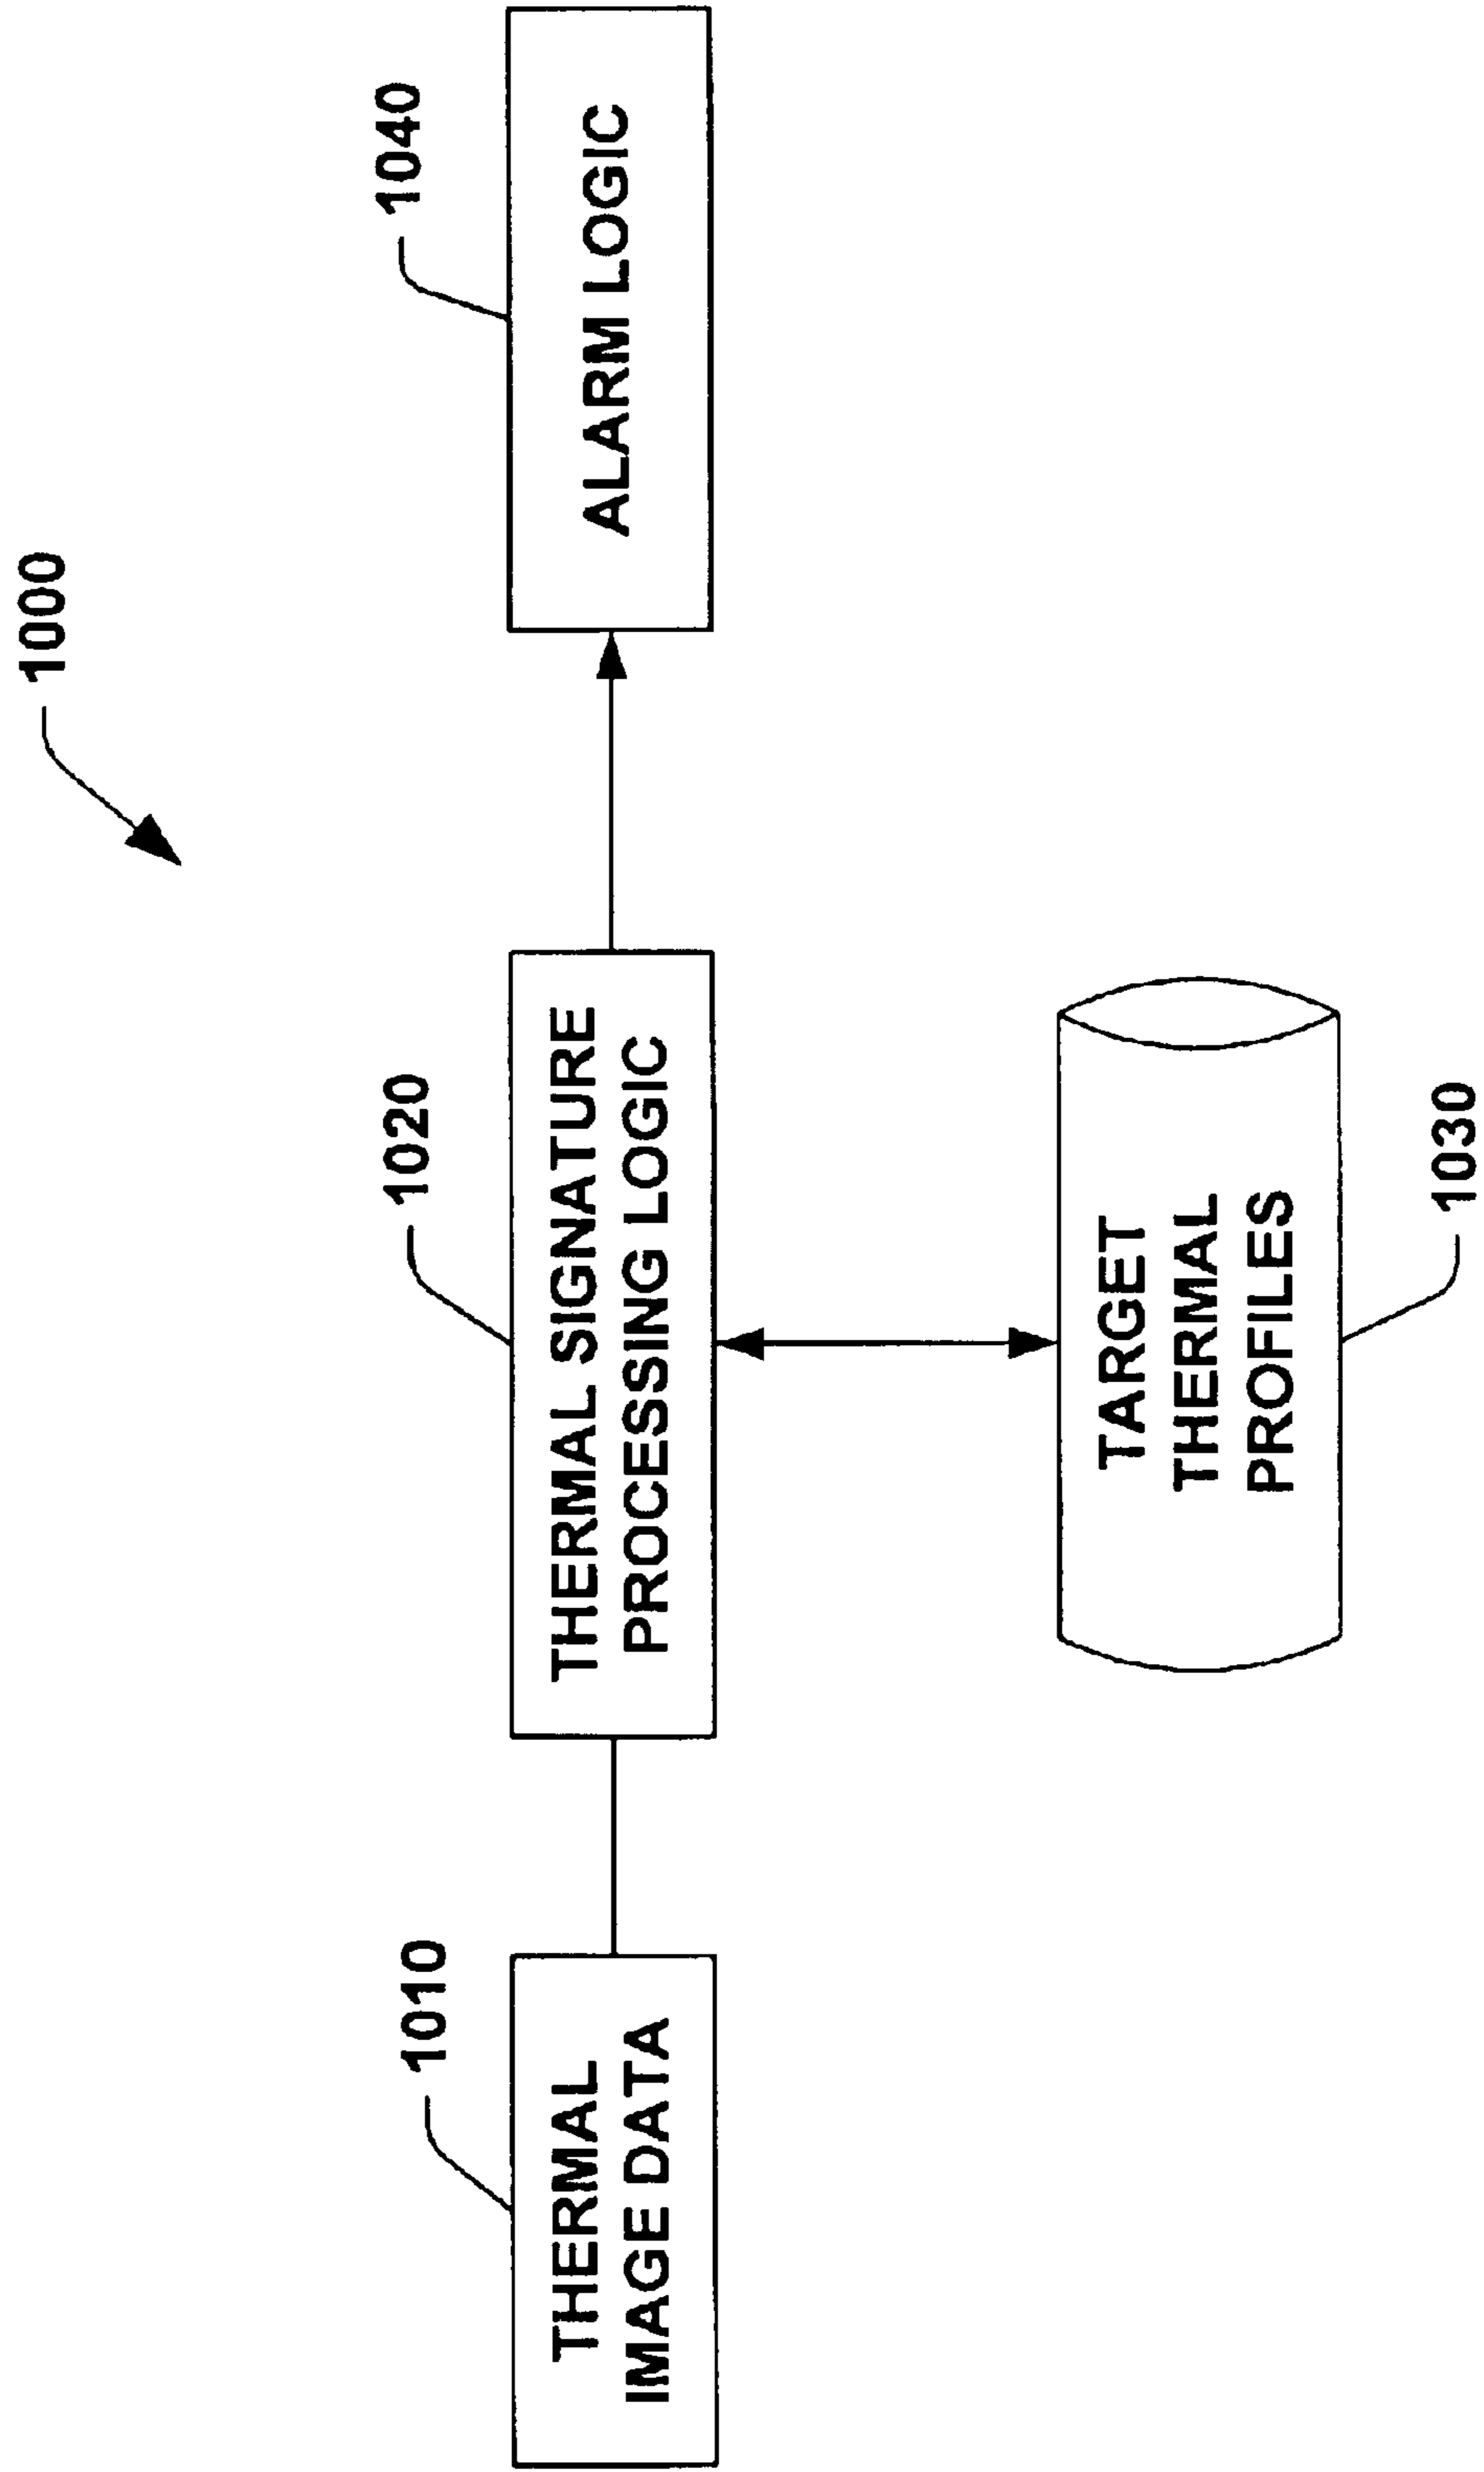 1000
1010
THERMAL
IMAGE DATA
1020
THERMAL SIGNATURE
PROCESSING LOGIC
1040
ALARM LOGIC
TARGET
THERMAL
PROFILES
1030